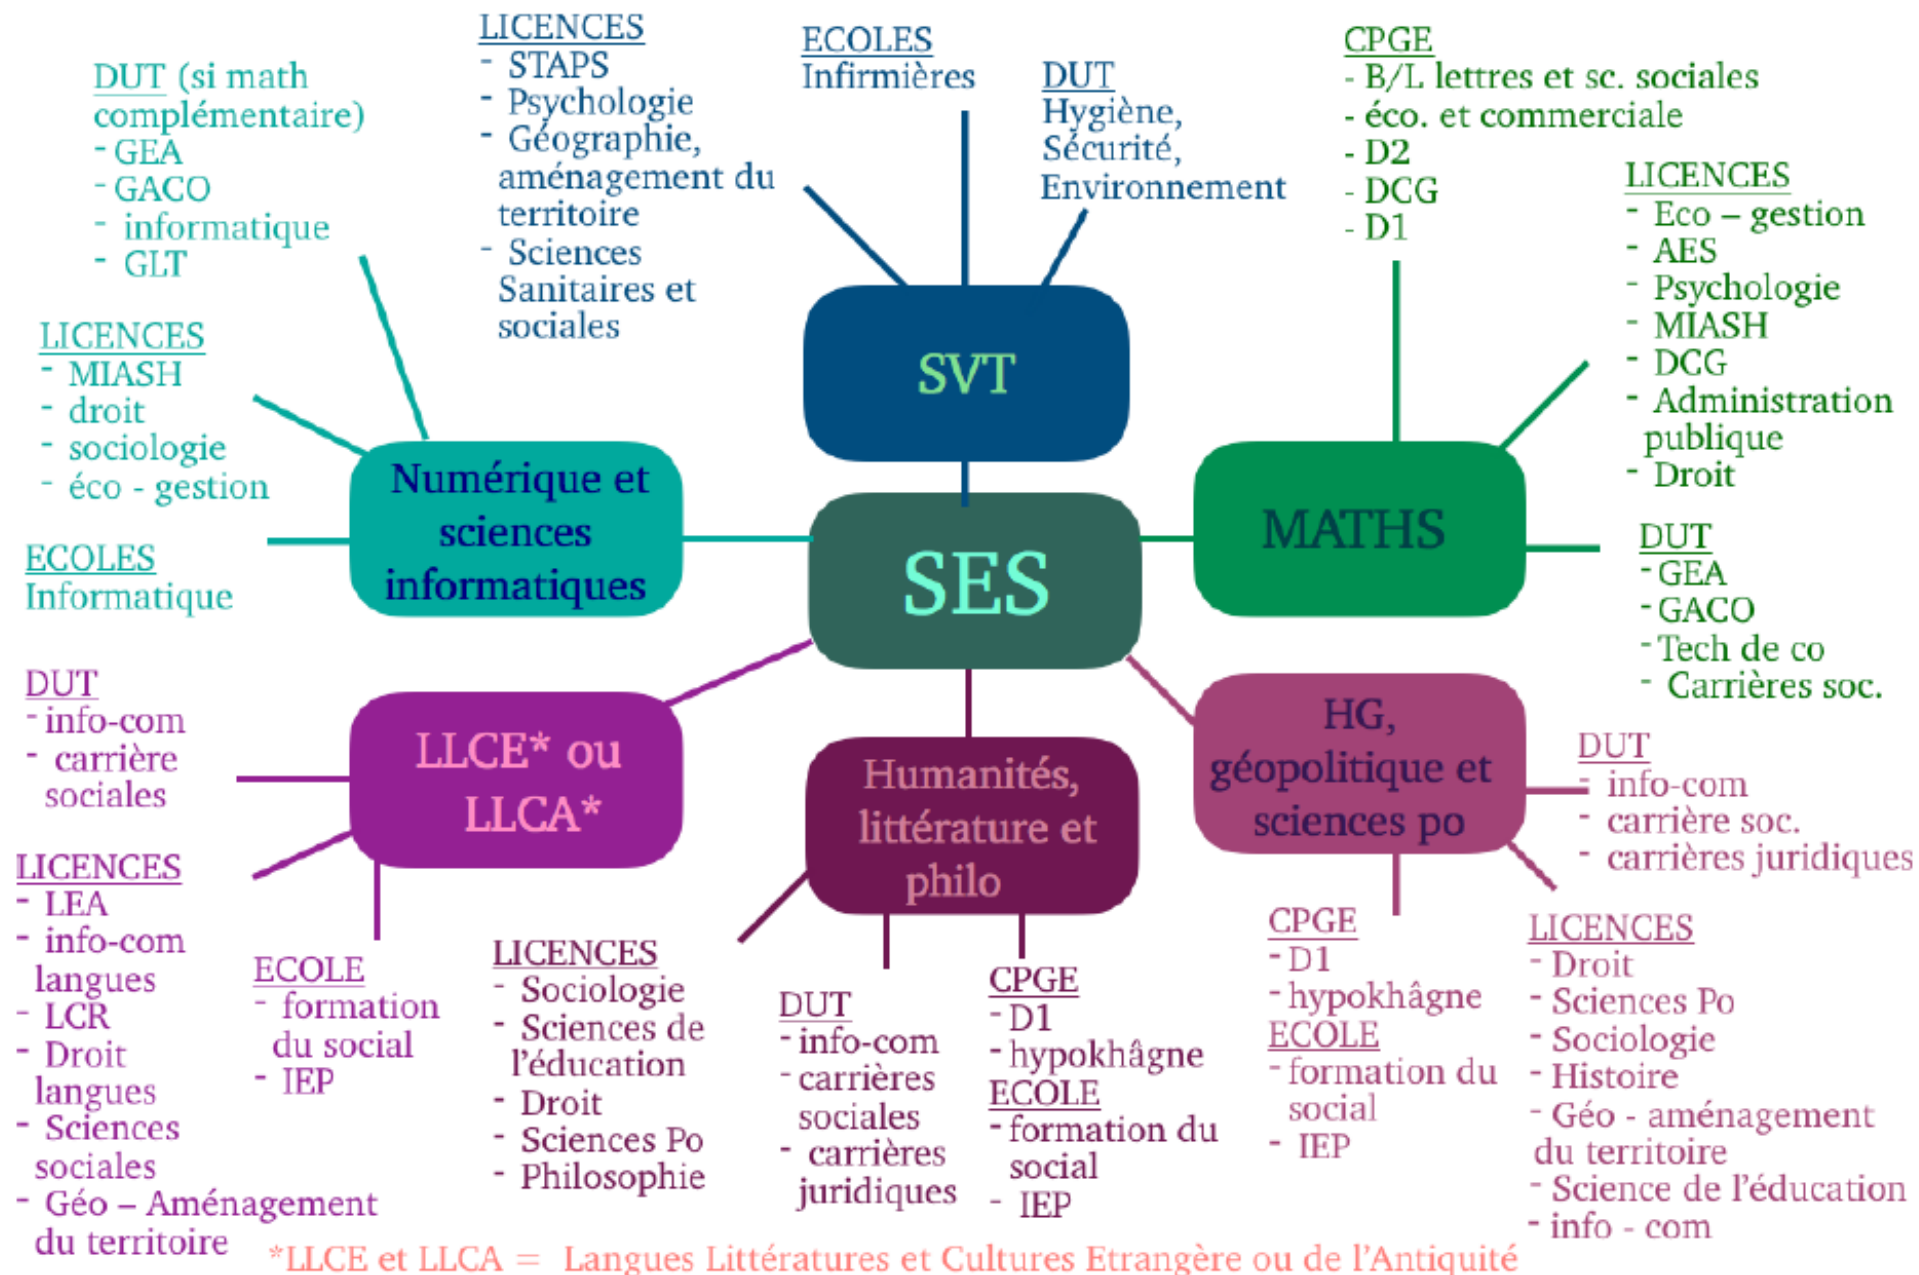 DUT (si math
complémentaire)
- GEA
- GACO
- informatique
- GLT
LICENCES
- STAPS
- Psychologie
- Géographie,
aménagement du
territoire
- Sciences
Sanitaires et
sociales
ECOLES
Infirmières
DUT
Hygiène,
Sécurité,
Environnement
CPGE
- B/L lettres et sc. sociales
- éco. et commerciale
- D2
- DCG
- D1
LICENCES
- Eco – gestion
- AES
- Psychologie
- MIASH
- DCG
- Administration
publique
- Droit
LICENCES
- MIASH
- droit
- sociologie
- éco - gestion
ECOLES
Informatique
Numérique et
sciences
informatiques
SVT
SES
MATHS
DUT
- GEA
- GACO
- Tech de co
- Carrières soc.
DUT
- info-com
- carrière
sociales
LLCE* ou
LLCA*
Humanités,
littérature et
philo
HG,
géopolitique et
sciences po
DUT
- info-com
- carrière soc.
- carrières juridiques
LICENCES
- LEA
- info-com
langues
- LCR
- Droit
langues
- Sciences
sociales
- Géo – Aménagement
du territoire
ECOLE
- formation
du social
- IEP
LICENCES
- Sociologie
- Sciences de
l'éducation
- Droit
- Sciences Po
- Philosophie
DUT
- info-com
- carrières
sociales
- carrières
juridiques
CPGE
- D1
- hypokhâgne
ECOLE
- formation du
social
- IEP
CPGE
- D1
- hypokhâgne
ECOLE
- formation du
social
- IEP
LICENCES
- Droit
- Sciences Po
- Sociologie
- Histoire
- Géo - aménagement
du territoire
- Science de l'éducation
- info - com
*LLCE et LLCA = Langues Littératures et Cultures Etrangère ou de l'Antiquité